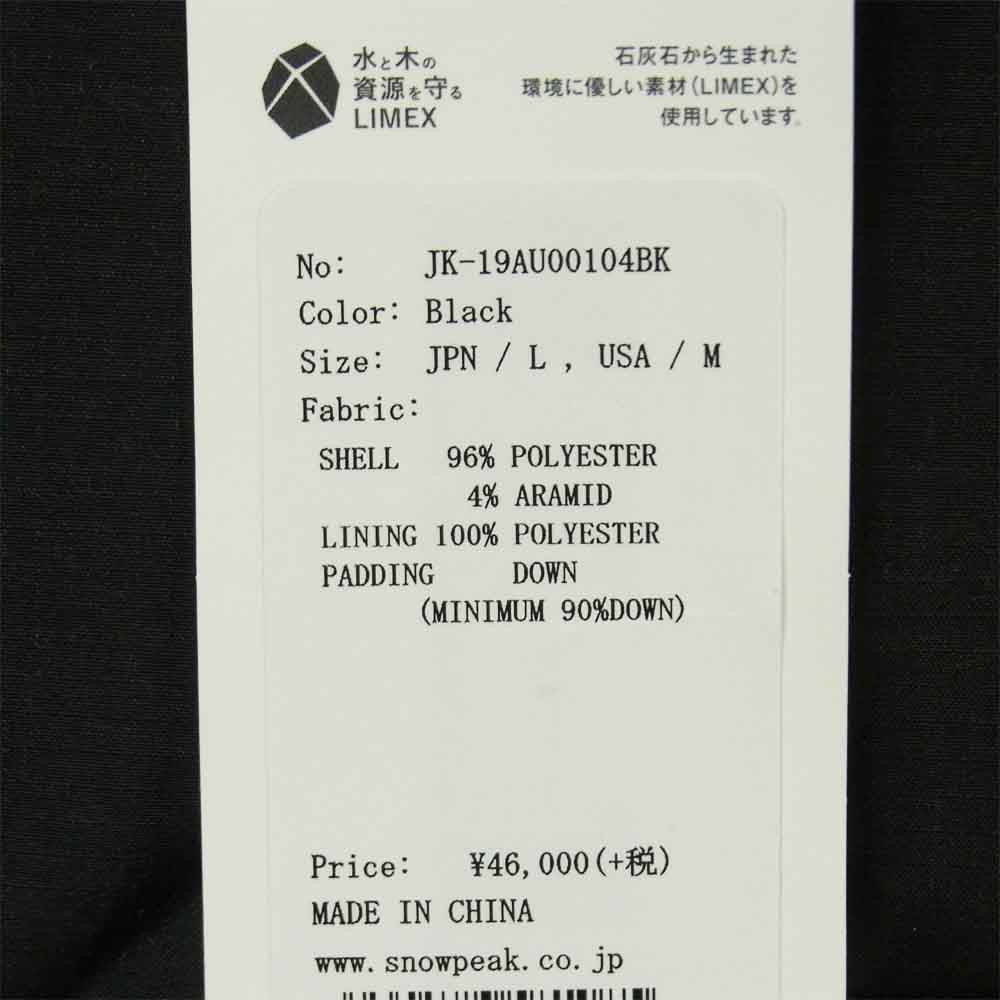 水と木の
資源を守る
LIMEX
石灰石から生まれた
環境に優しい素材(LIMEX)を
使用しています。
No: JK-19AU00104BK
Color: Black
Size: JPN / L , USA / M
Fabric:
SHELL 96% POLYESTER
4% ARAMID
LINING 100% POLYESTER
PADDING DOWN
(MINIMUM 90%DOWN)
Price: ¥46,000(+税)
MADE IN CHINA
www.snowpeak.co.jp